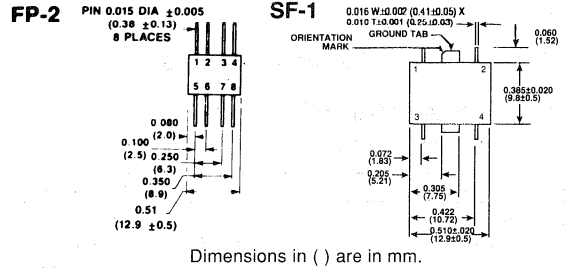 FP-2
PIN 0.015 DIA ±0.005
(0.38 ±0.13)
8 PLACES
1 2 3 4
5 6 7 8
0.080
(2.0)
0.100
(2.5)
0.250
(6.3)
0.350
(8.9)
0.51
(12.9 ±0.5)
SF-1
0.016 W±0.002 (0.41±0.05) X
0.010 T±0.001 (0.25±0.03)
ORIENTATION
MARK
GROUND TAB
0.060
(1.52)
1 2
0.385±0.020
(9.8±0.5)
3 4
0.072
(1.83)
0.205
(5.21)
0.305
(7.75)
0.422
(10.72)
0.510±.020
(12.9±0.5)
Dimensions in ( ) are in mm.